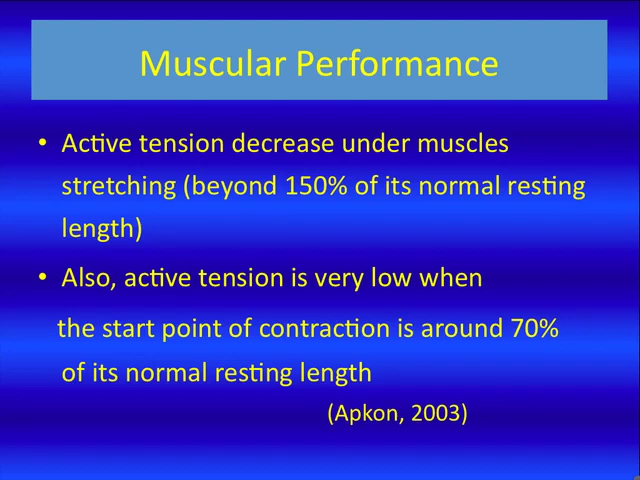 Muscular Performance
• Active tension decrease under muscles
stretching (beyond 150% of its normal resting
length)
• Also, active tension is very low when
the start point of contraction is around 70%
of its normal resting length
(Apkon, 2003)